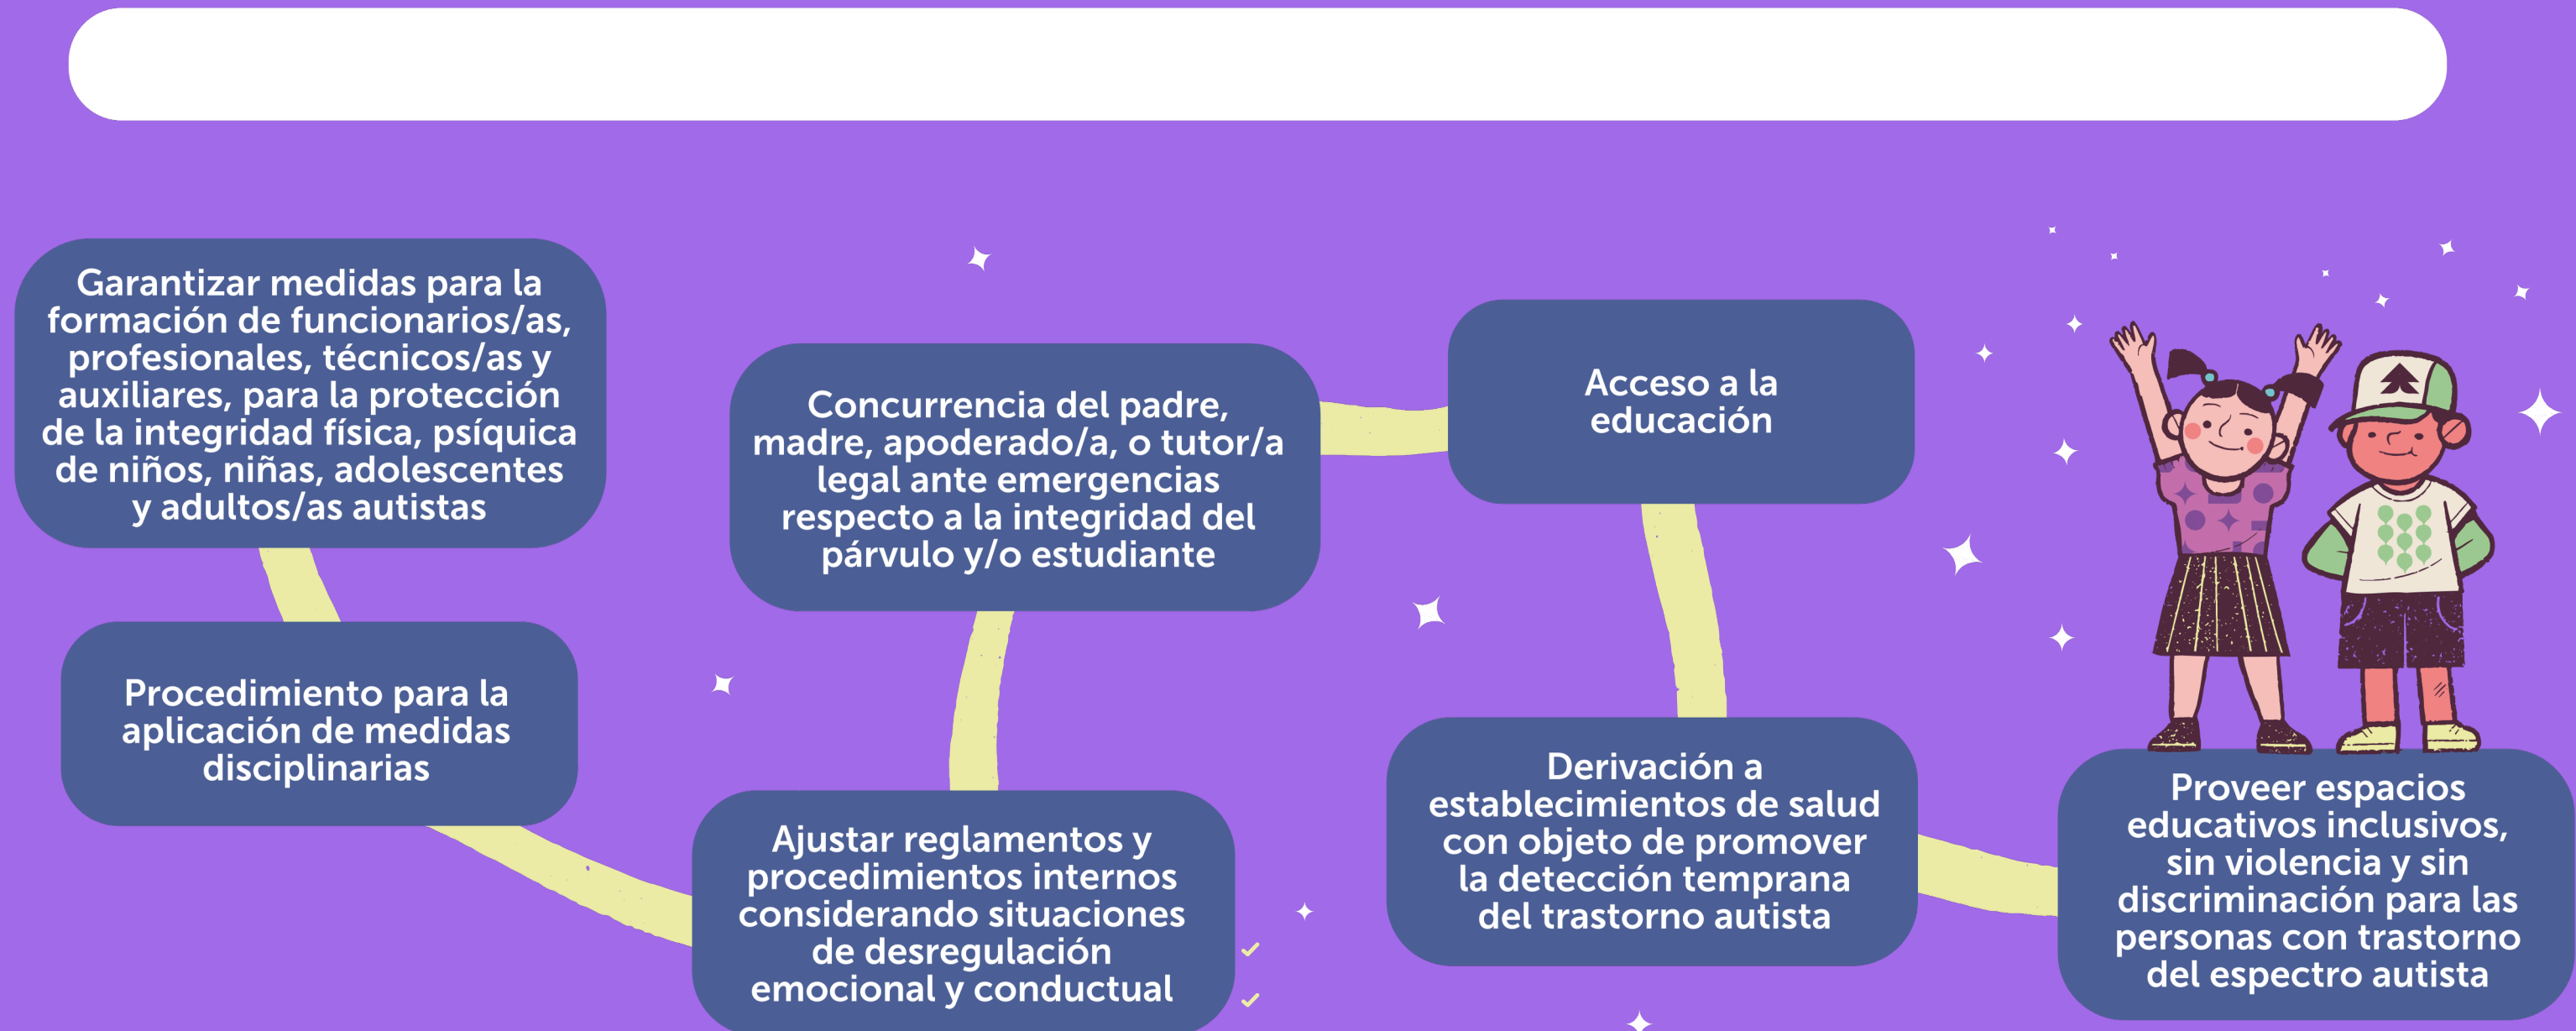 Garantizar medidas para la
formación de funcionarios/as,
profesionales, técnicos/as y
auxiliares, para la protección
de la integridad física, psíquica
de niños, niñas, adolescentes
y adultos/as autistas
Procedimiento para la
aplicación de medidas
disciplinarias
Ajustar reglamentos y
procedimientos internos
considerando situaciones
de desregulación
emocional y conductual
Concurrencia del padre,
madre, apoderado/a, o tutor/a
legal ante emergencias
respecto a la integridad del
párvulo y/o estudiante
Acceso a la
educación
Derivación a
establecimientos de salud
con objeto de promover
la detección temprana
del trastorno autista
Proveer espacios
educativos inclusivos,
sin violencia y sin
discriminación para las
personas con trastorno
del espectro autista